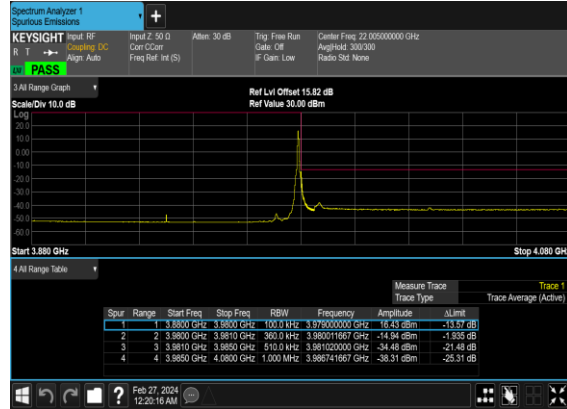 Spectrum Analyzer 1
Spurious Emissions
+
KEYSIGHT Input: RF Input Z: 50 Ω Atten: 30 dB Trig: Free Run Center Freq: 22.005000000 GHz
R T Coupling: DC Corr CCorr Gate: Off Avg|Hold: 300/300
Align: Auto Freq Ref: Int (S) IF Gain: Low Radio Std: None
LW PASS
3 All Range Graph
Ref Lvl Offset 15.82 dB
Scale/Div 10.0 dB Ref Value 30.00 dBm
Log
20.0
10.0
0.00
-10.0
-20.0
-30.0
-40.0
-50.0
-60.0
Start 3.880 GHz Stop 4.080 GHz
4 All Range Table
Measure Trace Trace 1
Trace Type Trace Average (Active)
Spur Range Start Freq Stop Freq RBW Frequency Amplitude ΔLimit
1 1 3.8800 GHz 3.9800 GHz 100.0 kHz 3.979000000 GHz 16.43 dBm -13.57 dB
2 2 3.9800 GHz 3.9810 GHz 360.0 kHz 3.980011667 GHz -14.94 dBm -1.935 dB
3 3 3.9810 GHz 3.9850 GHz 510.0 kHz 3.981020000 GHz -34.48 dBm -21.48 dB
4 4 3.9850 GHz 4.0800 GHz 1.000 MHz 3.986741667 GHz -38.31 dBm -25.31 dB
? Feb 27, 2024
12:20:16 AM